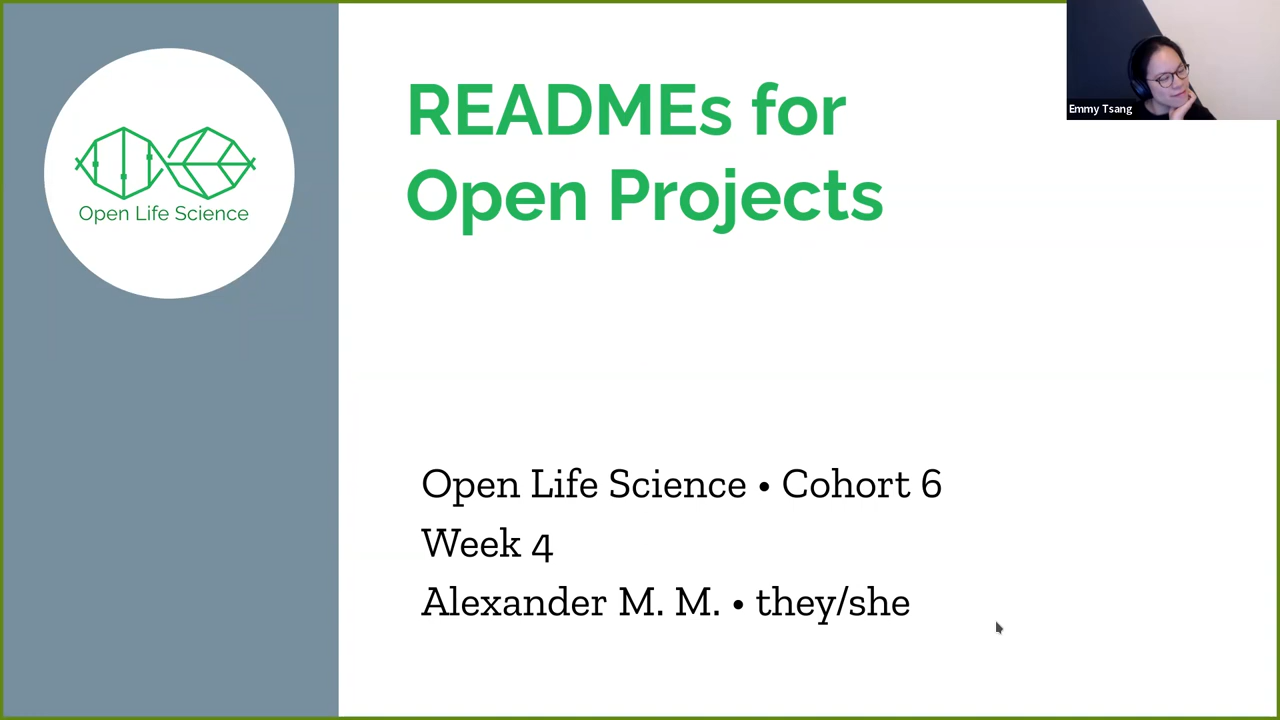 READMEs for
Open Projects
Emmy Tsang
Open Life Science
Open Life Science • Cohort 6
Week 4
Alexander M. M. • they/she